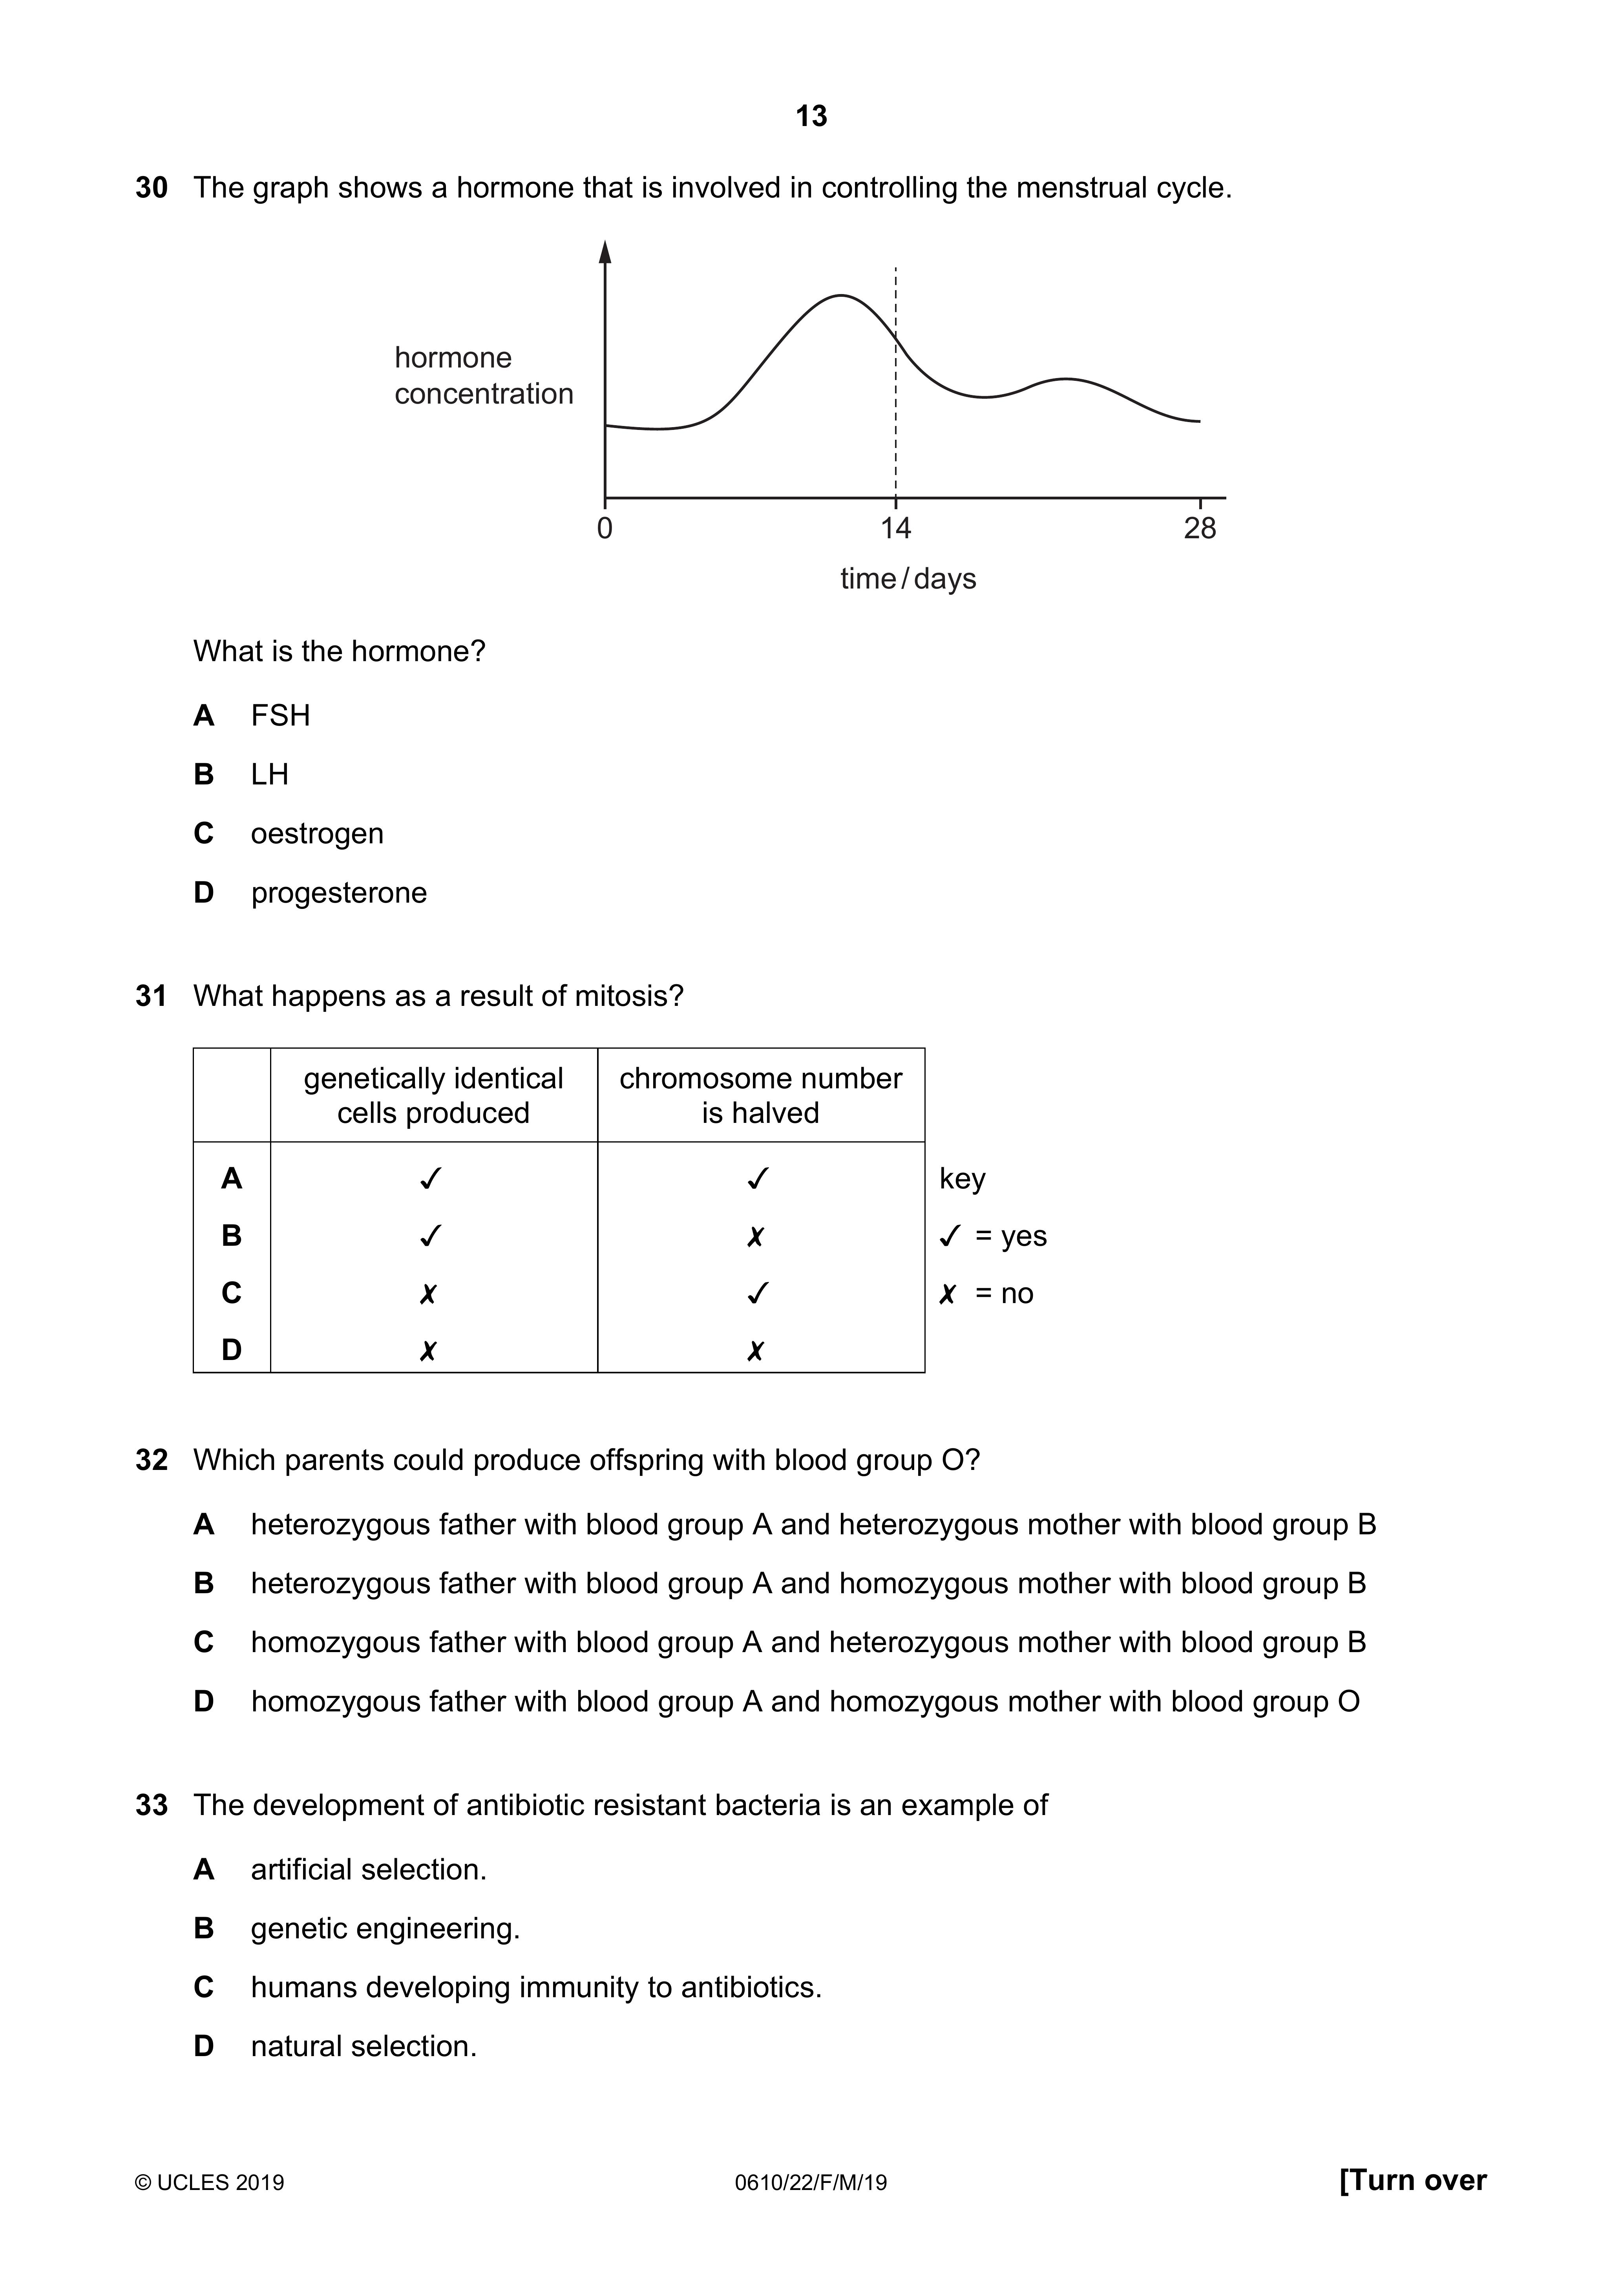 13
30 The graph shows a hormone that is involved in controlling the menstrual cycle.
hormone
concentration
0 14 28
time / days
What is the hormone?
A FSH
B LH
C oestrogen
D progesterone
31 What happens as a result of mitosis?
genetically identical cells produced
chromosome number is halved
A ✓ ✓
B ✓ ✗
C ✗ ✓
D ✗ ✗
key
✓ = yes
✗ = no
32 Which parents could produce offspring with blood group O?
A heterozygous father with blood group A and heterozygous mother with blood group B
B heterozygous father with blood group A and homozygous mother with blood group B
C homozygous father with blood group A and heterozygous mother with blood group B
D homozygous father with blood group A and homozygous mother with blood group O
33 The development of antibiotic resistant bacteria is an example of
A artificial selection.
B genetic engineering.
C humans developing immunity to antibiotics.
D natural selection.
© UCLES 2019 0610/22/F/M/19 [Turn over